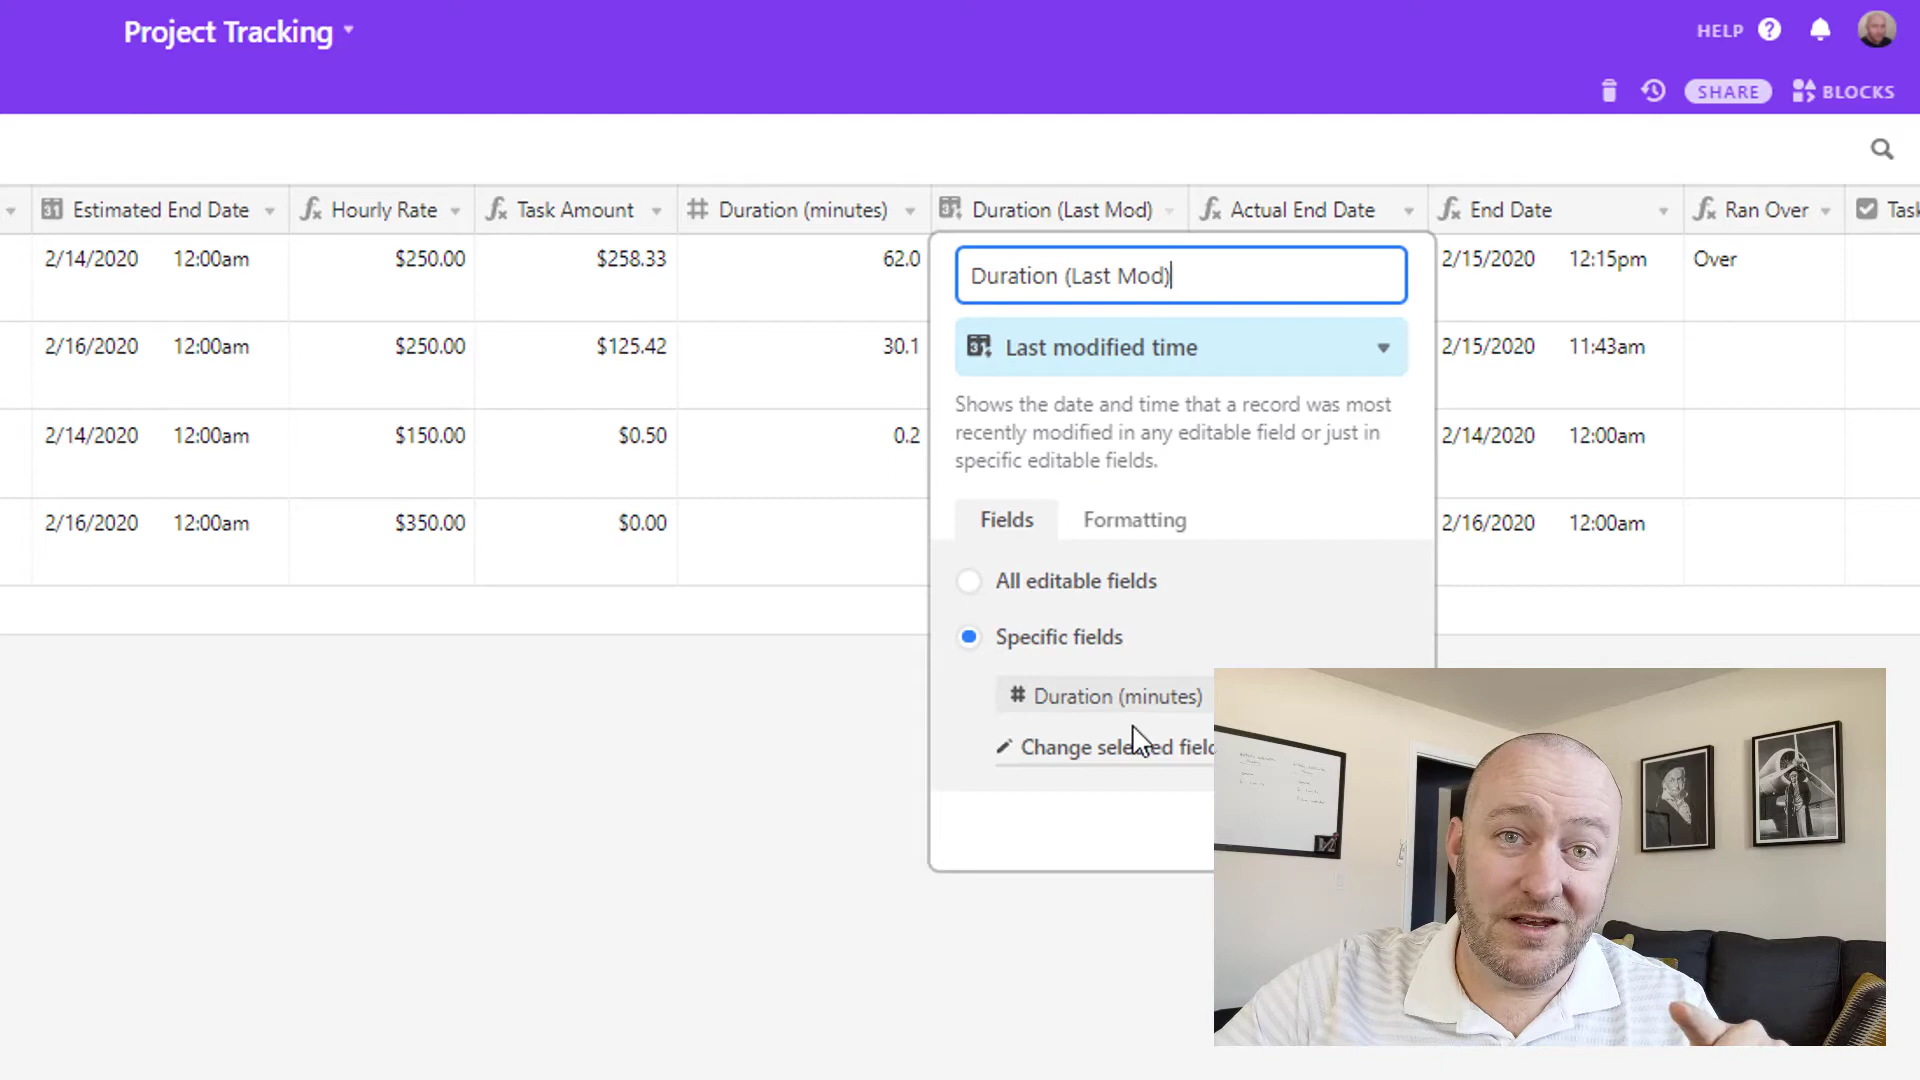 Project Tracking
HELP
SHARE
BLOCKS
Estimated End Date Hourly Rate Task Amount Duration (minutes) Duration (Last Mod) Actual End Date End Date Ran Over Task
2/14/2020 12:00am $250.00 $258.33 62.0 2/15/2020 12:15pm Over
2/16/2020 12:00am $250.00 $125.42 30.1 2/15/2020 11:43am
2/14/2020 12:00am $150.00 $0.50 0.2 2/14/2020 12:00am
2/16/2020 12:00am $350.00 $0.00 2/16/2020 12:00am
Duration (Last Mod)
Last modified time
Shows the date and time that a record was most
recently modified in any editable field or just in
specific editable fields.
Fields Formatting
All editable fields
Specific fields
# Duration (minutes)
Change selected field